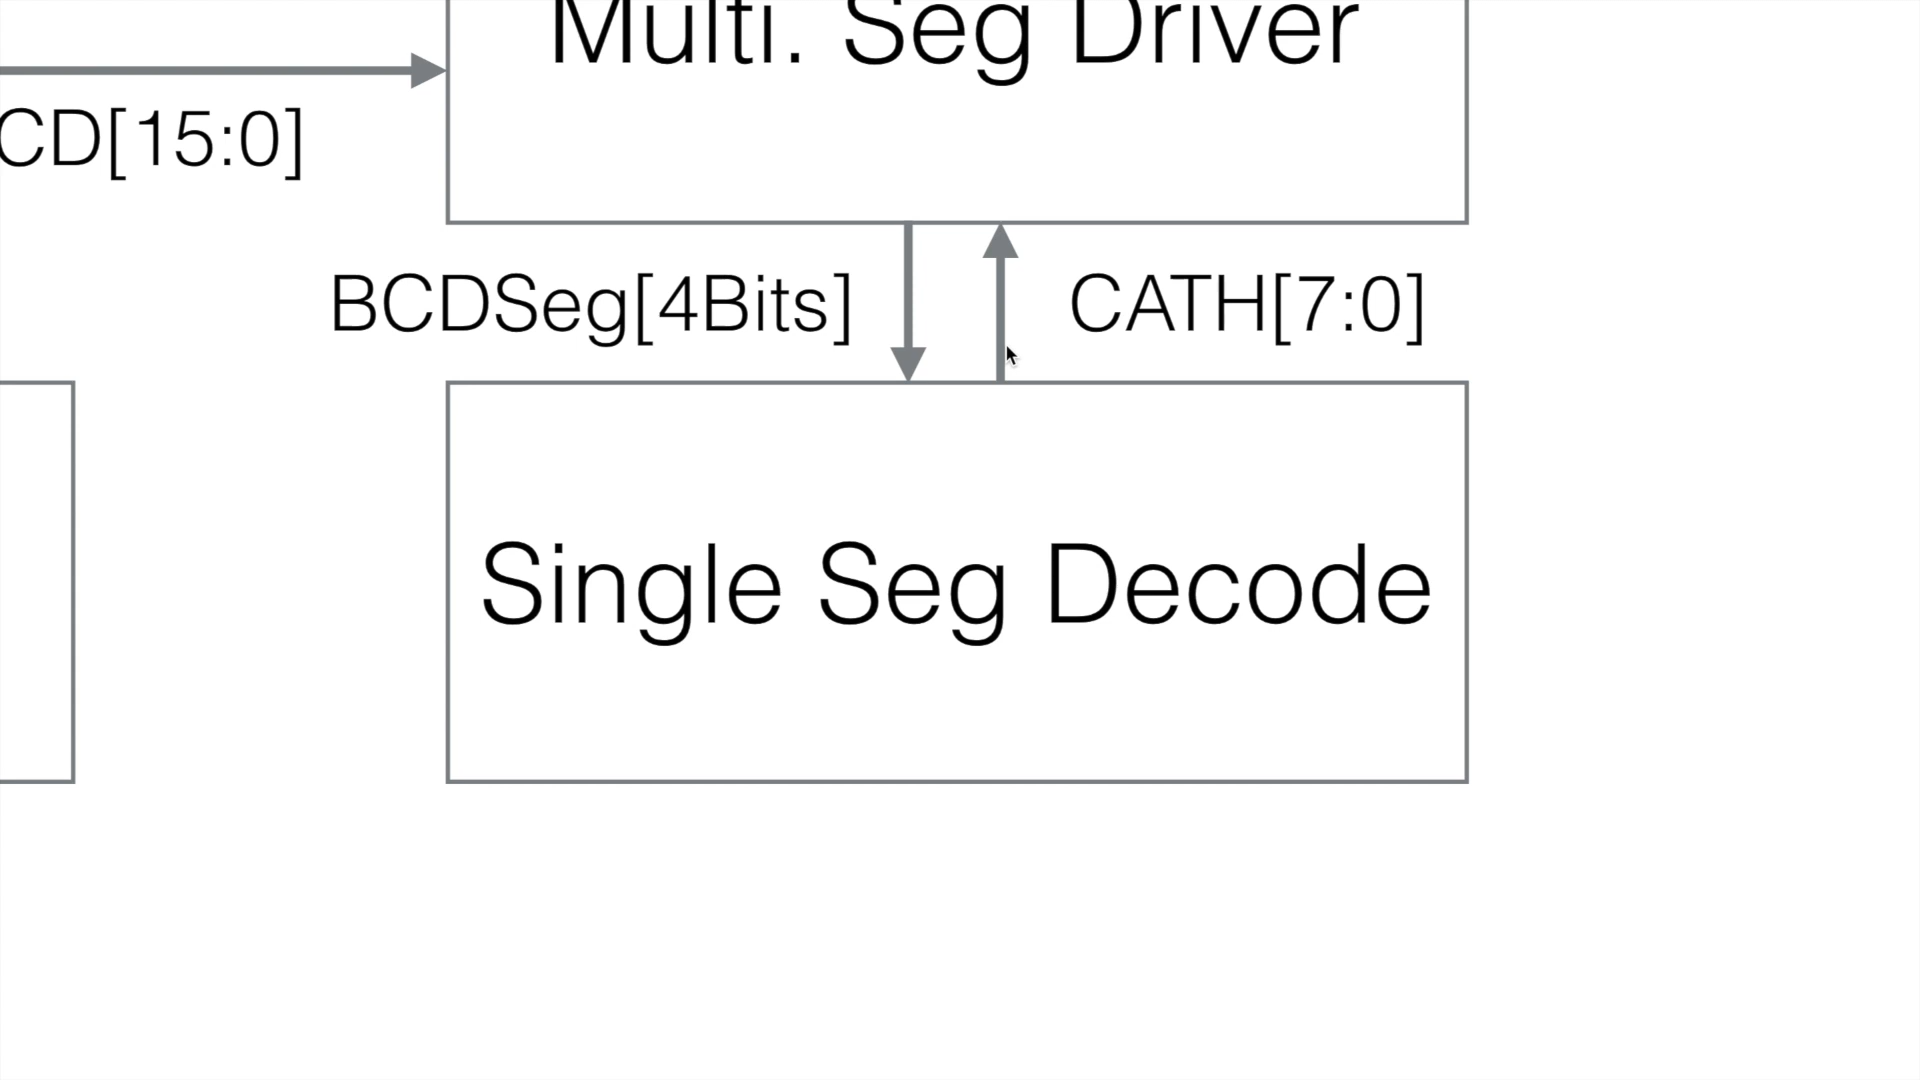 Multi. Seg Driver
CD[15:0]
BCDSeg[4Bits]
CATH[7:0]
Single Seg Decode